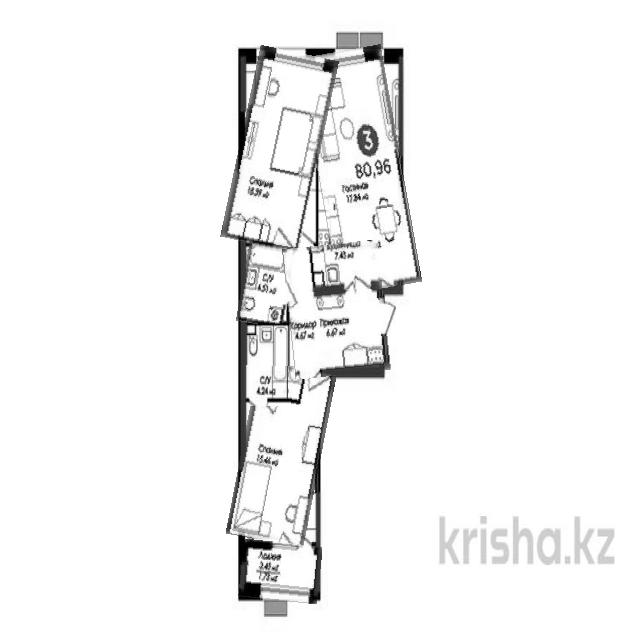 3
80,96
Спальня
15.39 м2
Гостиная
17.84 м2
Кухня-ниша
7.43 м2
С/У
4.51 м2
Коридор
4.67 м2
Прихожая
6.67 м2
С/У
4.24 м2
Спальня
15.46 м2
Лоджия
3.45 м2
1.73 м2
krisha.kz